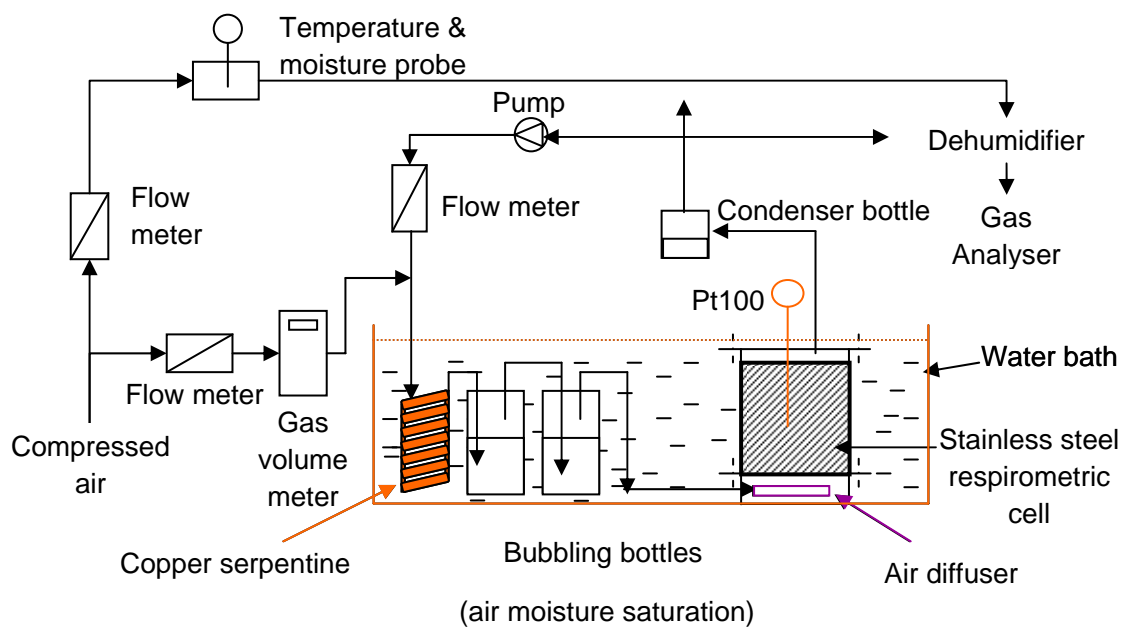 Temperature &
moisture probe
Pump
Dehumidifier
Flow
meter
Flow meter
Condenser bottle
Gas
Analyser
Pt100
Water bath
Flow meter
Compressed
air
Gas
volume
meter
Stainless steel
respirometric
cell
Copper serpentine
Bubbling bottles
Air diffuser
(air moisture saturation)